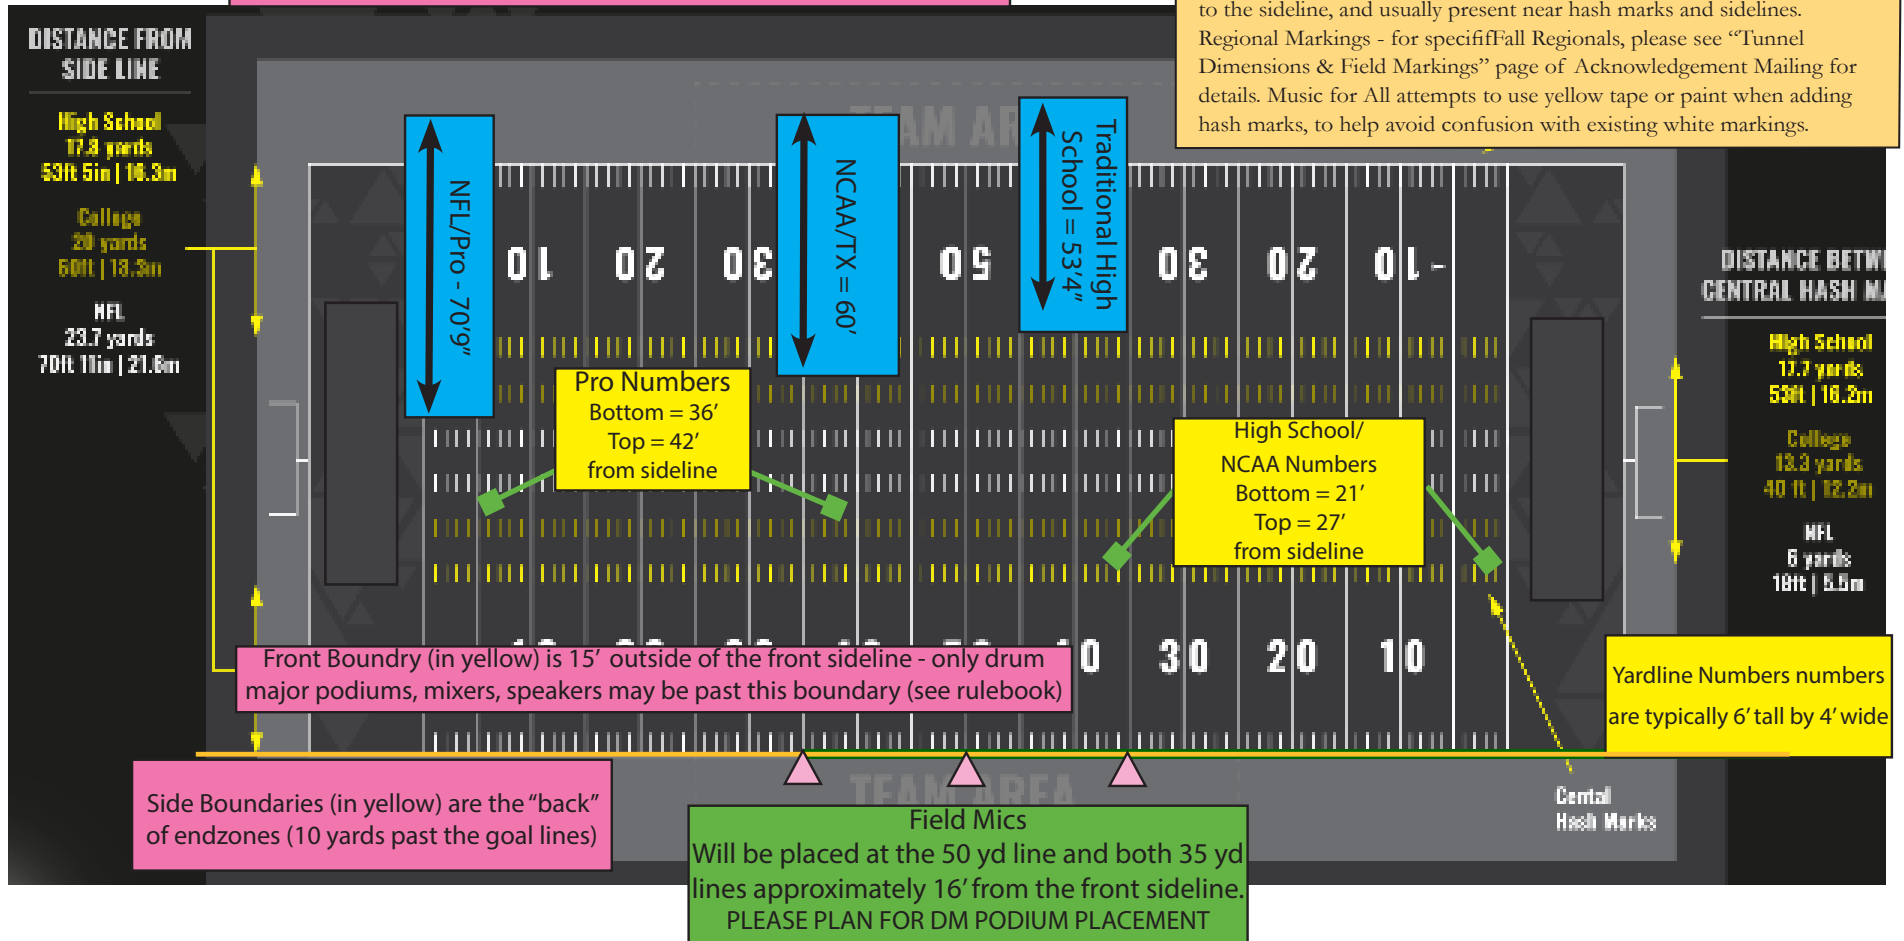 to the sideline, and usually present near hash marks and sidelines.
Regional Markings - for specififFall Regionals, please see “Tunnel
Dimensions & Field Markings” page of Acknowledgement Mailing for
details. Music for All attempts to use yellow tape or paint when adding
hash marks, to help avoid confusion with existing white markings.
DISTANCE FROM
SIDE LINE
High School
17.8 yards
53ft 5in | 16.3m
College
20 yards
60ft | 18.3m
NFL
23.7 yards
70ft 11in | 21.6m
TEAM AR
NFL/Pro - 70’9”
NCAA/TX = 60’
Traditional High
School = 53’4”
10 20 30 50 30 20 10 -
DISTANCE BETW
CENTRAL HASH MA
High School
17.7 yards
53ft | 16.2m
College
13.3 yards
40 ft | 12.2m
NFL
6 yards
18ft | 5.5m
Pro Numbers
Bottom = 36’
Top = 42’
from sideline
High School/
NCAA Numbers
Bottom = 21’
Top = 27’
from sideline
0 30 20 10
Front Boundry (in yellow) is 15’ outside of the front sideline - only drum
major podiums, mixers, speakers may be past this boundary (see rulebook)
Yardline Numbers numbers
are typically 6’ tall by 4’ wide
Side Boundaries (in yellow) are the “back”
of endzones (10 yards past the goal lines)
TEAM AREA
Cental
Hash Marks
Field Mics
Will be placed at the 50 yd line and both 35 yd
lines approximately 16’ from the front sideline.
PLEASE PLAN FOR DM PODIUM PLACEMENT